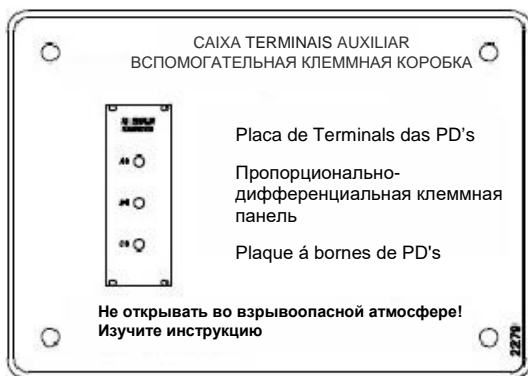 CAIXA TERMINAIS AUXILIAR
ВСПОМОГАТЕЛЬНАЯ КЛЕММНАЯ КОРОБКА
Placa de Terminals das PD's
Пропорционально-
дифференциальная клеммная
панель
Plaque á bornes de PD's
Не открывать во взрывоопасной атмосфере!
Изучите инструкцию
2279